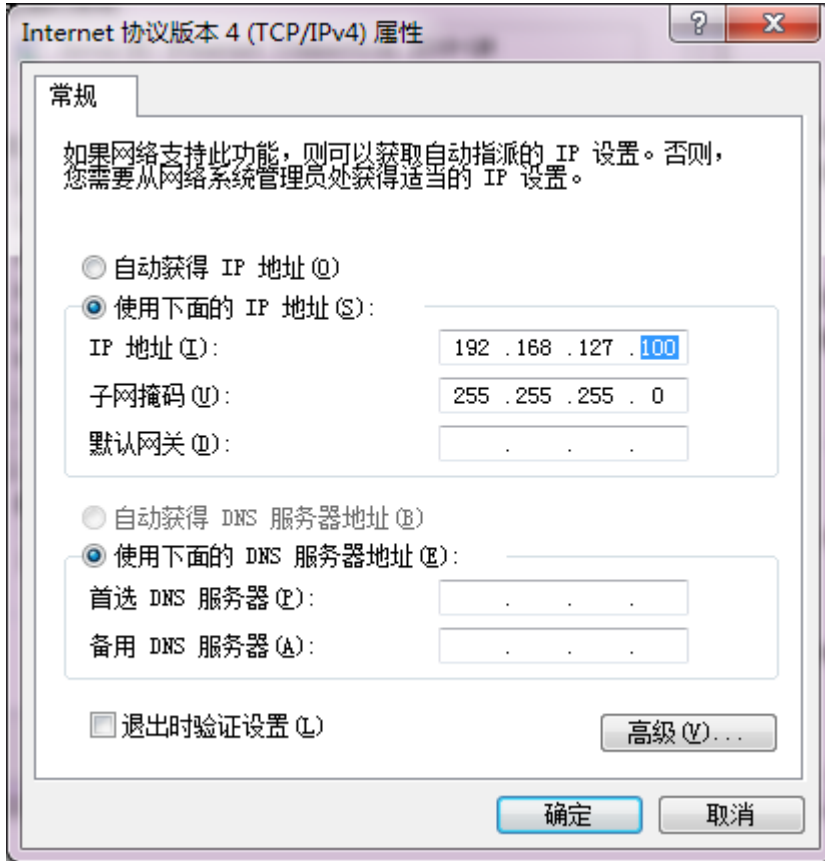 Internet 协议版本 4 (TCP/IPv4) 属性
常规
如果网络支持此功能，则可以获取自动指派的 IP 设置。否则，
您需要从网络系统管理员处获得适当的 IP 设置。
自动获得 IP 地址(O)
使用下面的 IP 地址(S):
IP 地址(I): 192 .168 .127 .100
子网掩码(U): 255 .255 .255 . 0
默认网关(D): . . .
自动获得 DNS 服务器地址(B)
使用下面的 DNS 服务器地址(E):
首选 DNS 服务器(P): . . .
备用 DNS 服务器(A): . . .
退出时验证设置(L)
高级(V)...
确定 取消